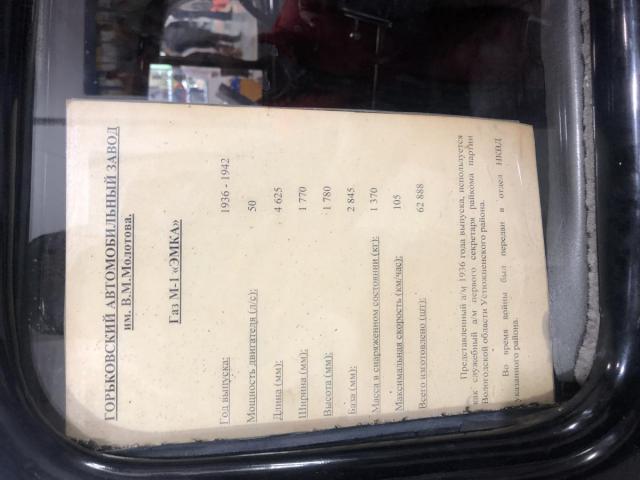 ГОРЬКОВСКИЙ АВТОМОБИЛЬНЫЙ ЗАВОД
им. В.М.Молотова.
Газ М-1 «ЭМКА»
Год выпуска: 1936 - 1942
Мощность двигателя (л/с): 50
Длина (мм): 4 625
Ширина (мм): 1 770
Высота (мм): 1 780
База (мм): 2 845
Масса в снаряженном состоянии (кг): 1 370
Максимальная скорость (км/час): 105
Всего изготовлено (шт): 62 888
Представленный а/м 1936 года выпуска, используется
как служебный а/м первого секретаря райкома партии
Вологодской области Устюженского района.
Во время войны был передан в отдел НКВД
указанного района.